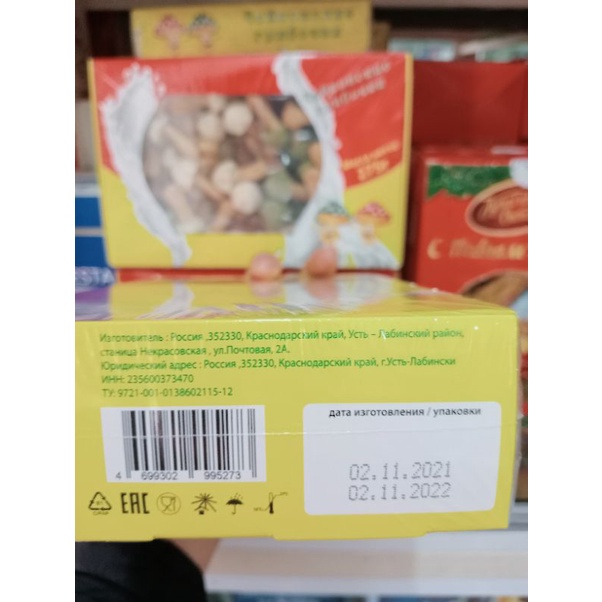 Изготовитель : Россия ,352330, Краснодарский край, Усть – Лабинский район,
станица Некрасовская , ул.Почтовая, 2А.
Юридический адрес : Россия ,352330, Краснодарский край, г.Усть-Лабински
ИНН: 235600373470
ТУ: 9721-001-0138602115-12
дата изготовления / упаковки
02.11.2021
02.11.2022
4 699302 995273
EAC